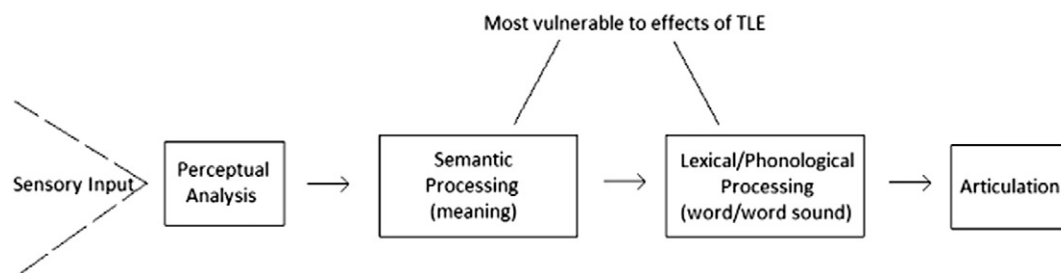 Most vulnerable to effects of TLE
Sensory Input
Perceptual
Analysis
Semantic
Processing
(meaning)
Lexical/Phonological
Processing
(word/word sound)
Articulation